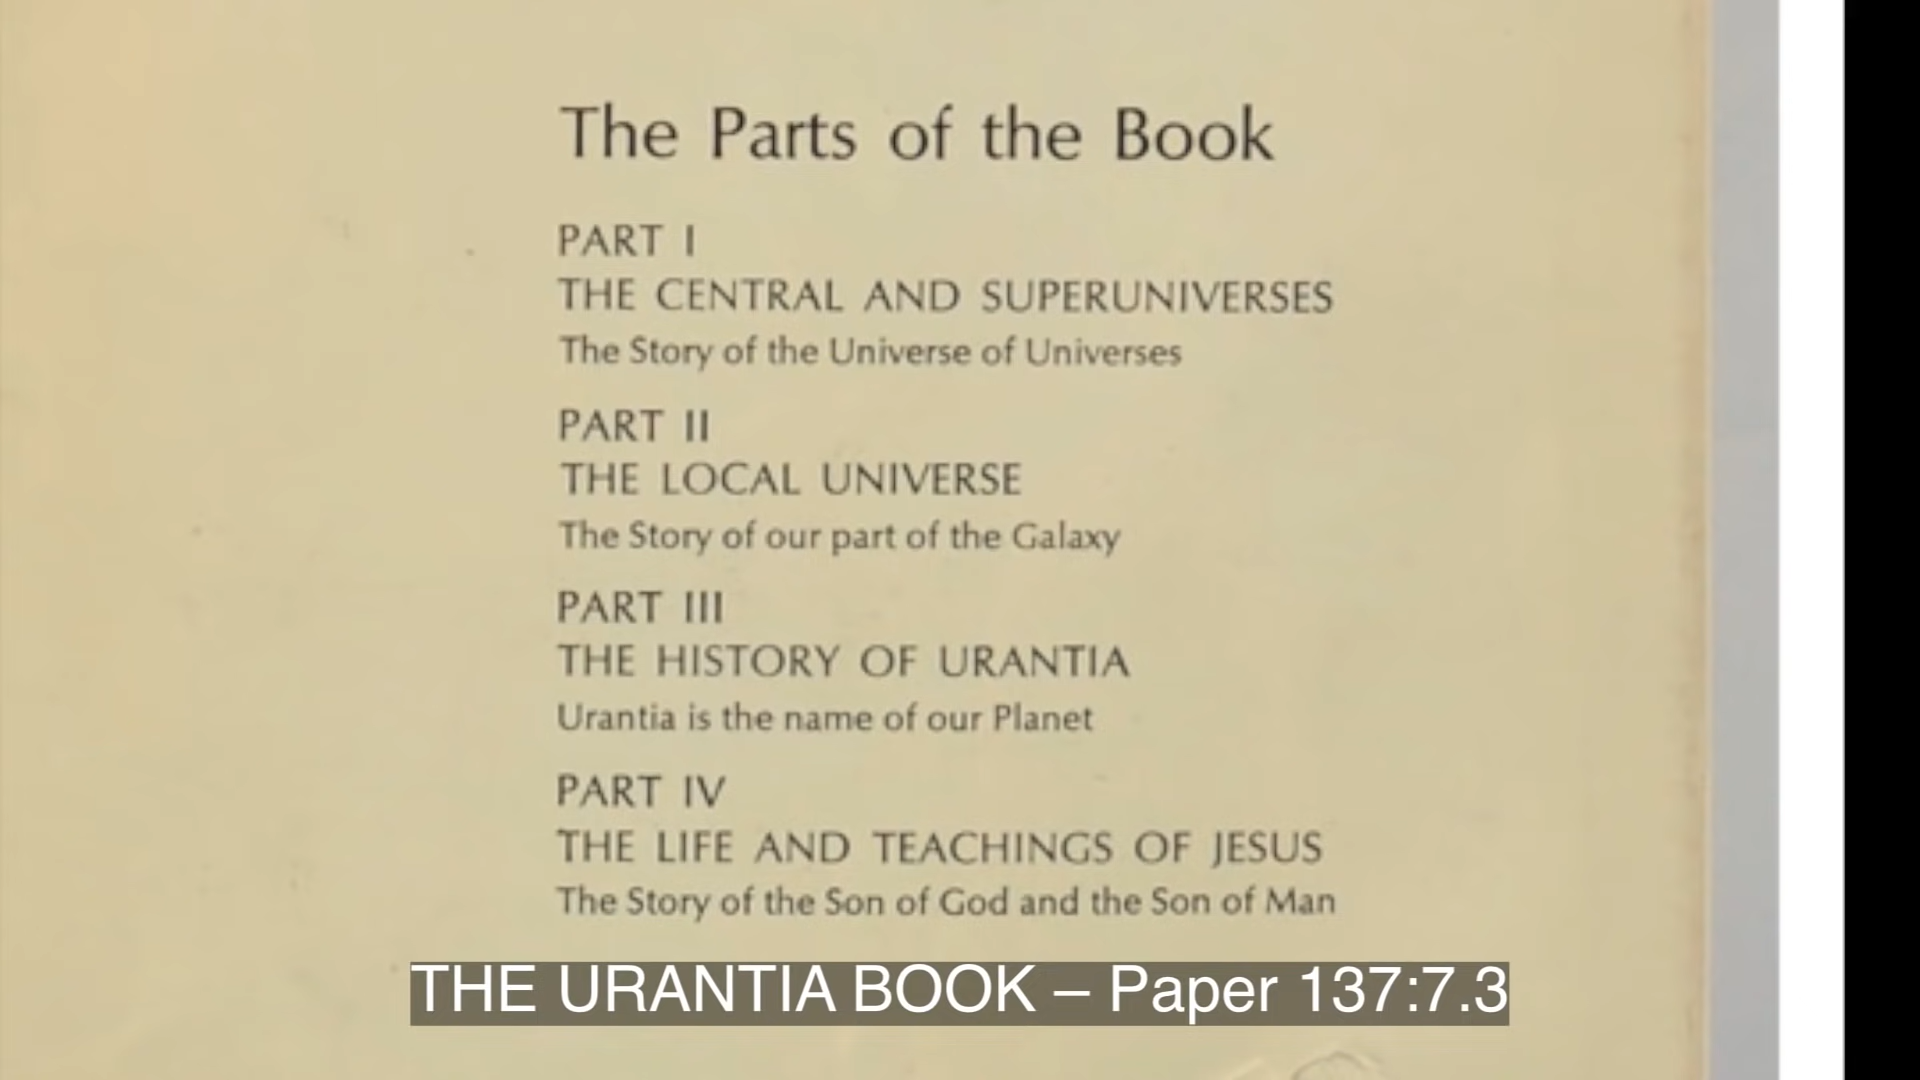 The Parts of the Book
PART I
THE CENTRAL AND SUPERUNIVERSES
The Story of the Universe of Universes
PART II
THE LOCAL UNIVERSE
The Story of our part of the Galaxy
PART III
THE HISTORY OF URANTIA
Urantia is the name of our Planet
PART IV
THE LIFE AND TEACHINGS OF JESUS
The Story of the Son of God and the Son of Man
THE URANTIA BOOK – Paper 137:7.3